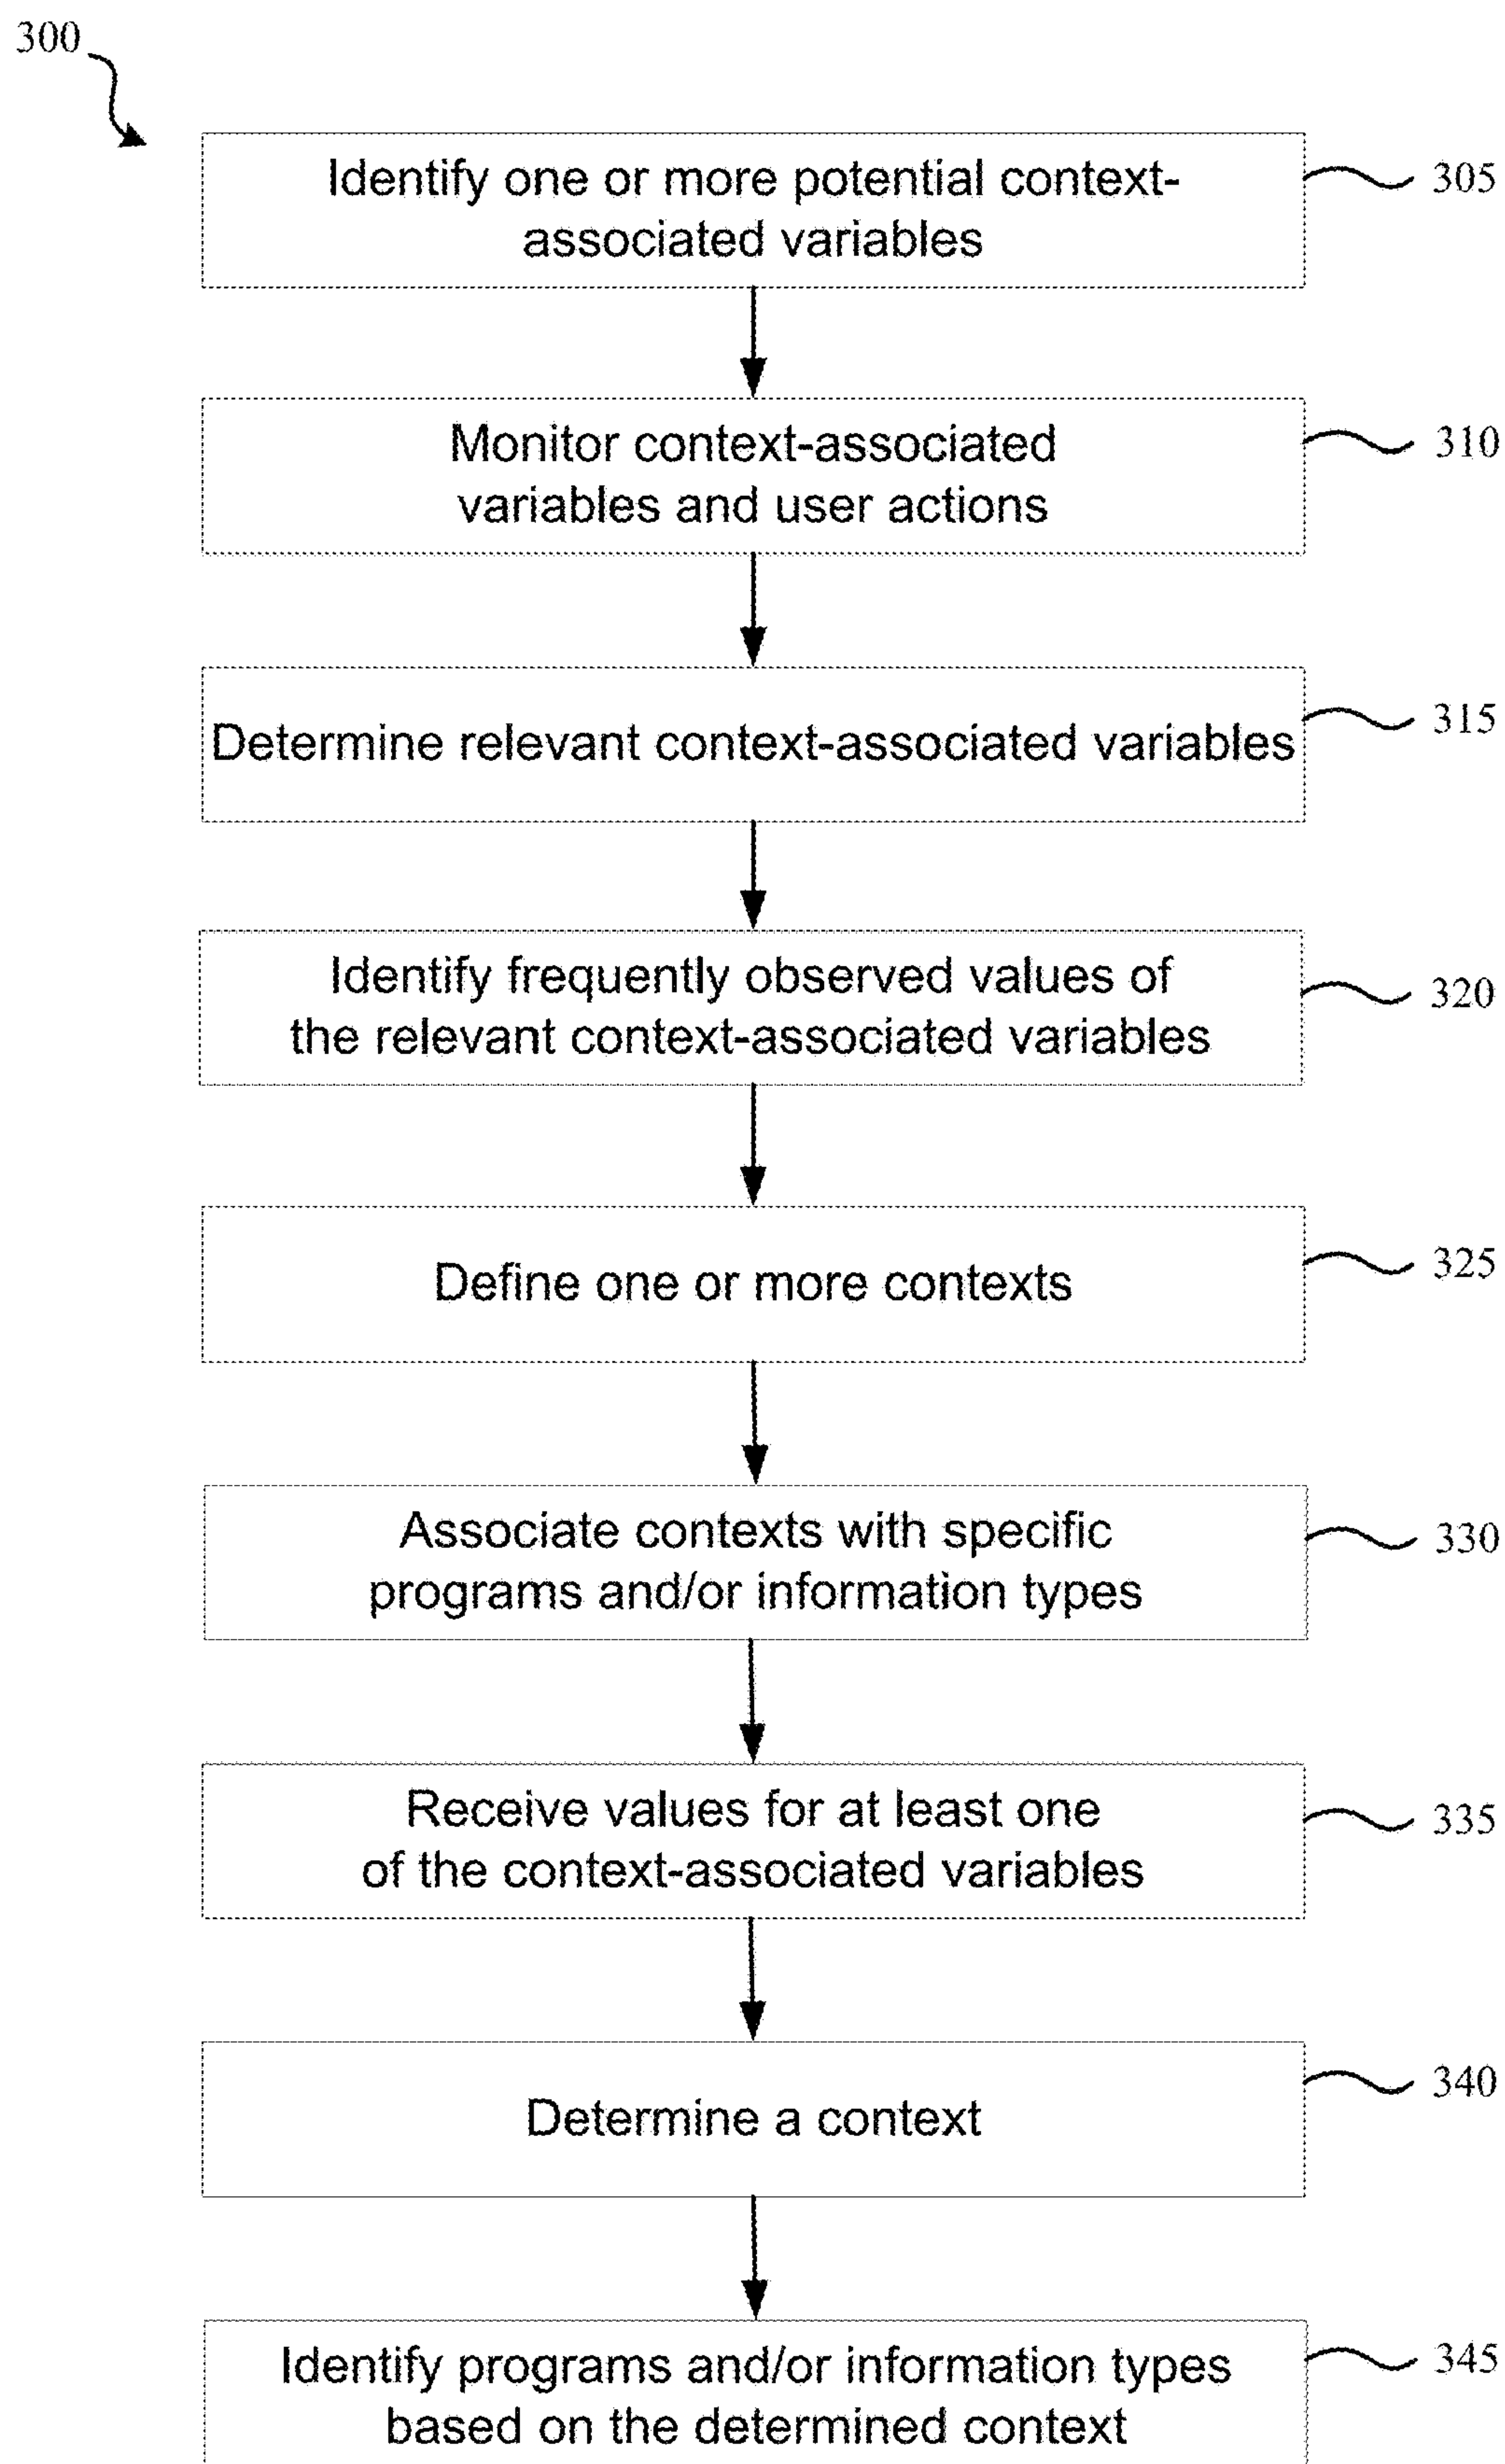 300
Identify one or more potential context-
associated variables
305
Monitor context-associated
variables and user actions
310
Determine relevant context-associated variables
315
Identify frequently observed values of
the relevant context-associated variables
320
Define one or more contexts
325
Associate contexts with specific
programs and/or information types
330
Receive values for at least one
of the context-associated variables
335
Determine a context
340
Identify programs and/or information types
based on the determined context
345